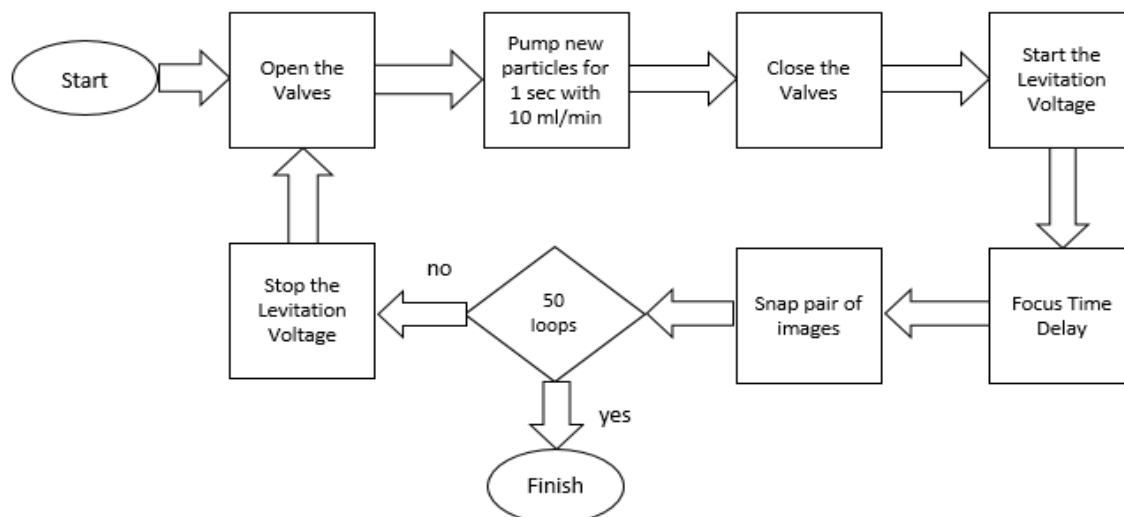 Start
Open the
Valves
Pump new
particles for
1 sec with
10 ml/min
Close the
Valves
Start the
Levitation
Voltage
Focus Time
Delay
Snap pair of
images
50
loops
no
Stop the
Levitation
Voltage
yes
Finish